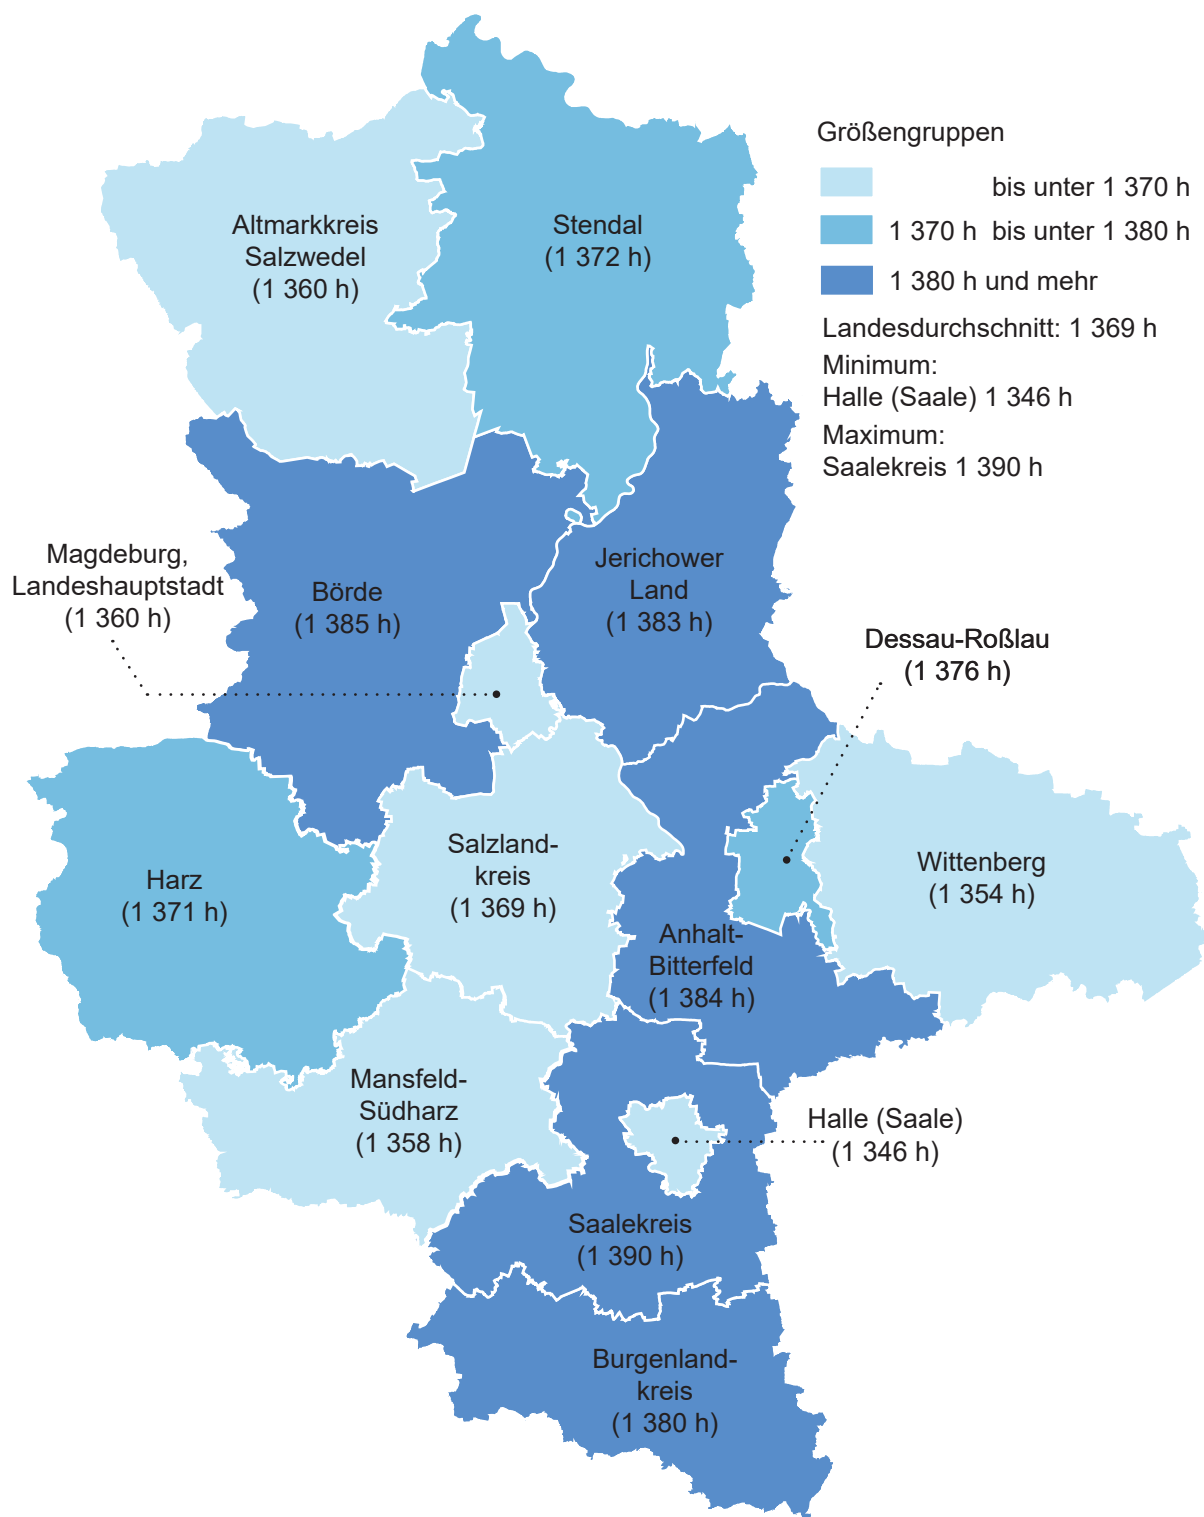 Größengruppen
bis unter 1 370 h
1 370 h bis unter 1 380 h
1 380 h und mehr
Landesdurchschnitt: 1 369 h
Minimum:
Halle (Saale) 1 346 h
Maximum:
Saalekreis 1 390 h
Altmarkkreis
Salzwedel
(1 360 h)
Stendal
(1 372 h)
Magdeburg,
Landeshauptstadt
(1 360 h)
Börde
(1 385 h)
Jerichower
Land
(1 383 h)
Dessau-Roßlau
(1 376 h)
Harz
(1 371 h)
Salzland-
kreis
(1 369 h)
Wittenberg
(1 354 h)
Anhalt-
Bitterfeld
(1 384 h)
Mansfeld-
Südharz
(1 358 h)
Halle (Saale)
(1 346 h)
Saalekreis
(1 390 h)
Burgenland-
kreis
(1 380 h)